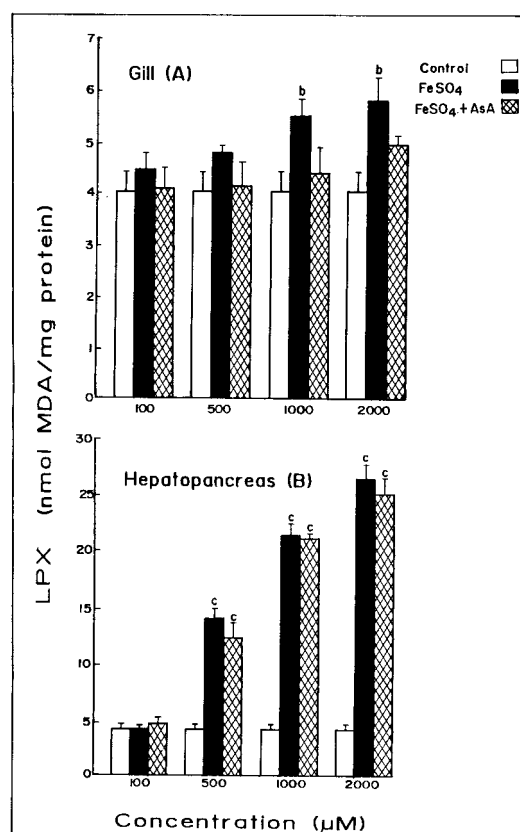 7
Gill (A)
Control
FeSO4
FeSO4+AsA
b
b
6
5
4
3
2
1
0
100
500
1000
2000
LPX (nmol MDA/mg protein)
30
Hepatopancreas (B)
25
20
15
10
5
0
c
c
c
c
c
c
100
500
1000
2000
Concentration (µM)